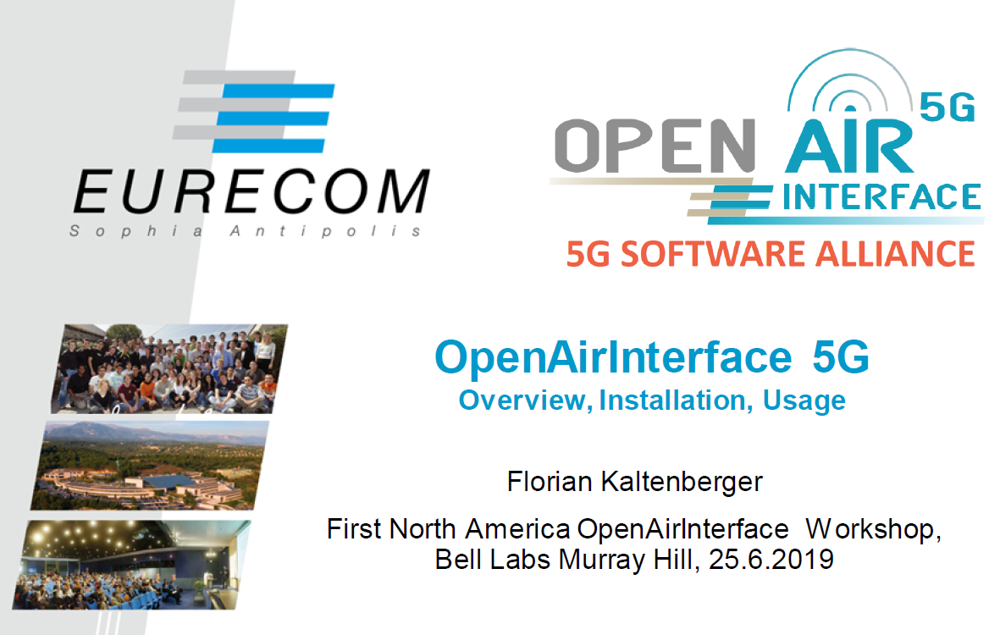 EURECOM
Sophia Antipolis
OPEN AIR 5G
INTERFACE
5G SOFTWARE ALLIANCE
OpenAirInterface 5G
Overview, Installation, Usage
Florian Kaltenberger
First North America OpenAirInterface Workshop,
Bell Labs Murray Hill, 25.6.2019